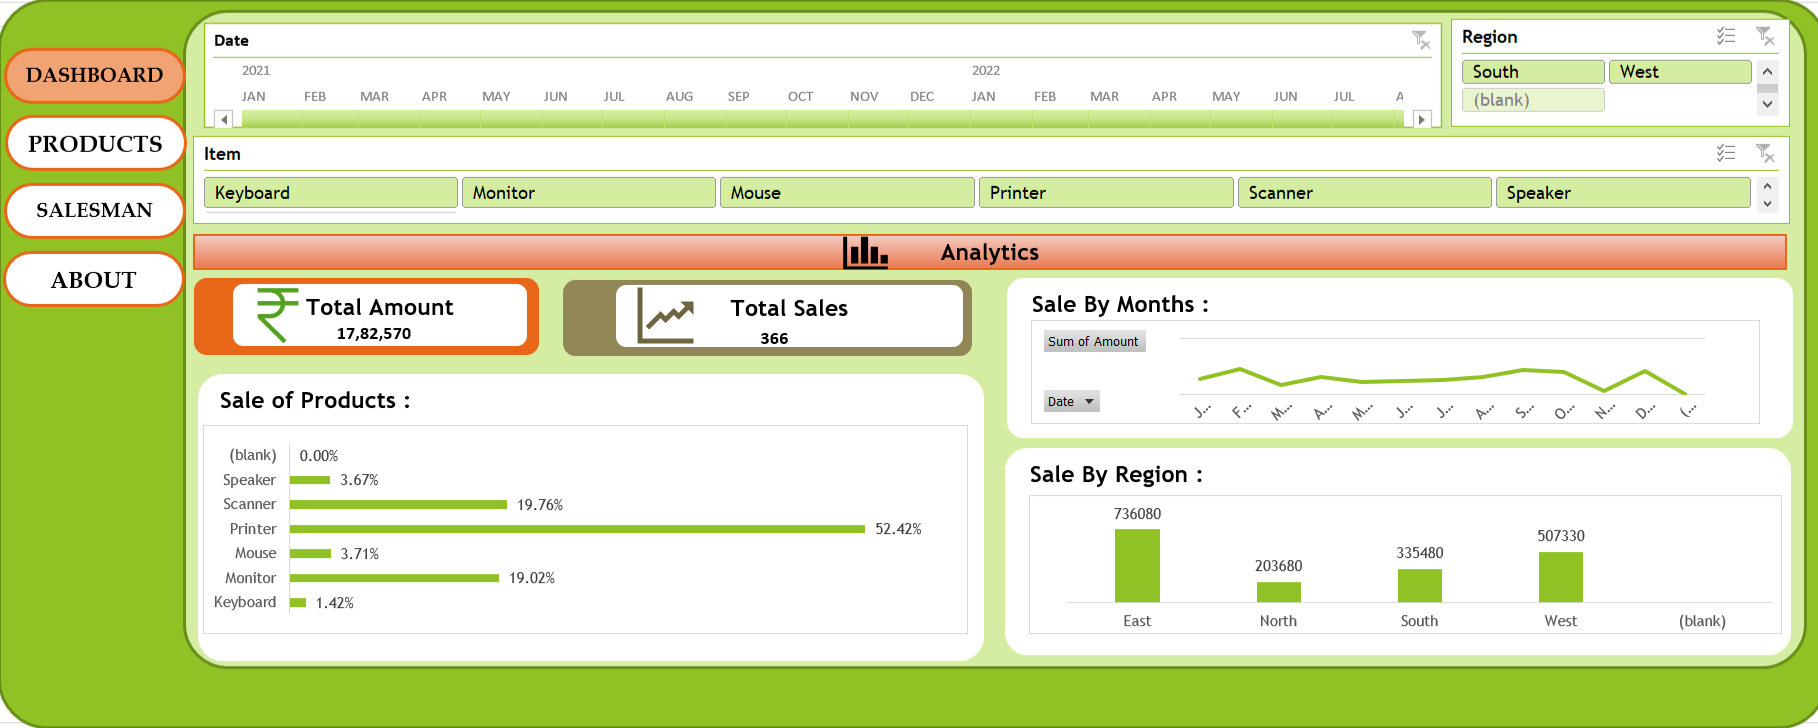 DASHBOARD
PRODUCTS
SALESMAN
ABOUT
Date
2021 2022
JAN FEB MAR APR MAY JUN JUL AUG SEP OCT NOV DEC JAN FEB MAR APR MAY JUN JUL A
Region
South West
(blank)
Item
Keyboard Monitor Mouse Printer Scanner Speaker
Analytics
Total Amount
17,82,570
Total Sales
366
Sale By Months :
Sum of Amount
Date
J... F... M... A... M... J... J... A... S... O... N... D... (...
Sale of Products :
(blank) 0.00%
Speaker 3.67%
Scanner 19.76%
Printer 52.42%
Mouse 3.71%
Monitor 19.02%
Keyboard 1.42%
Sale By Region :
736080 203680 335480 507330
East North South West (blank)